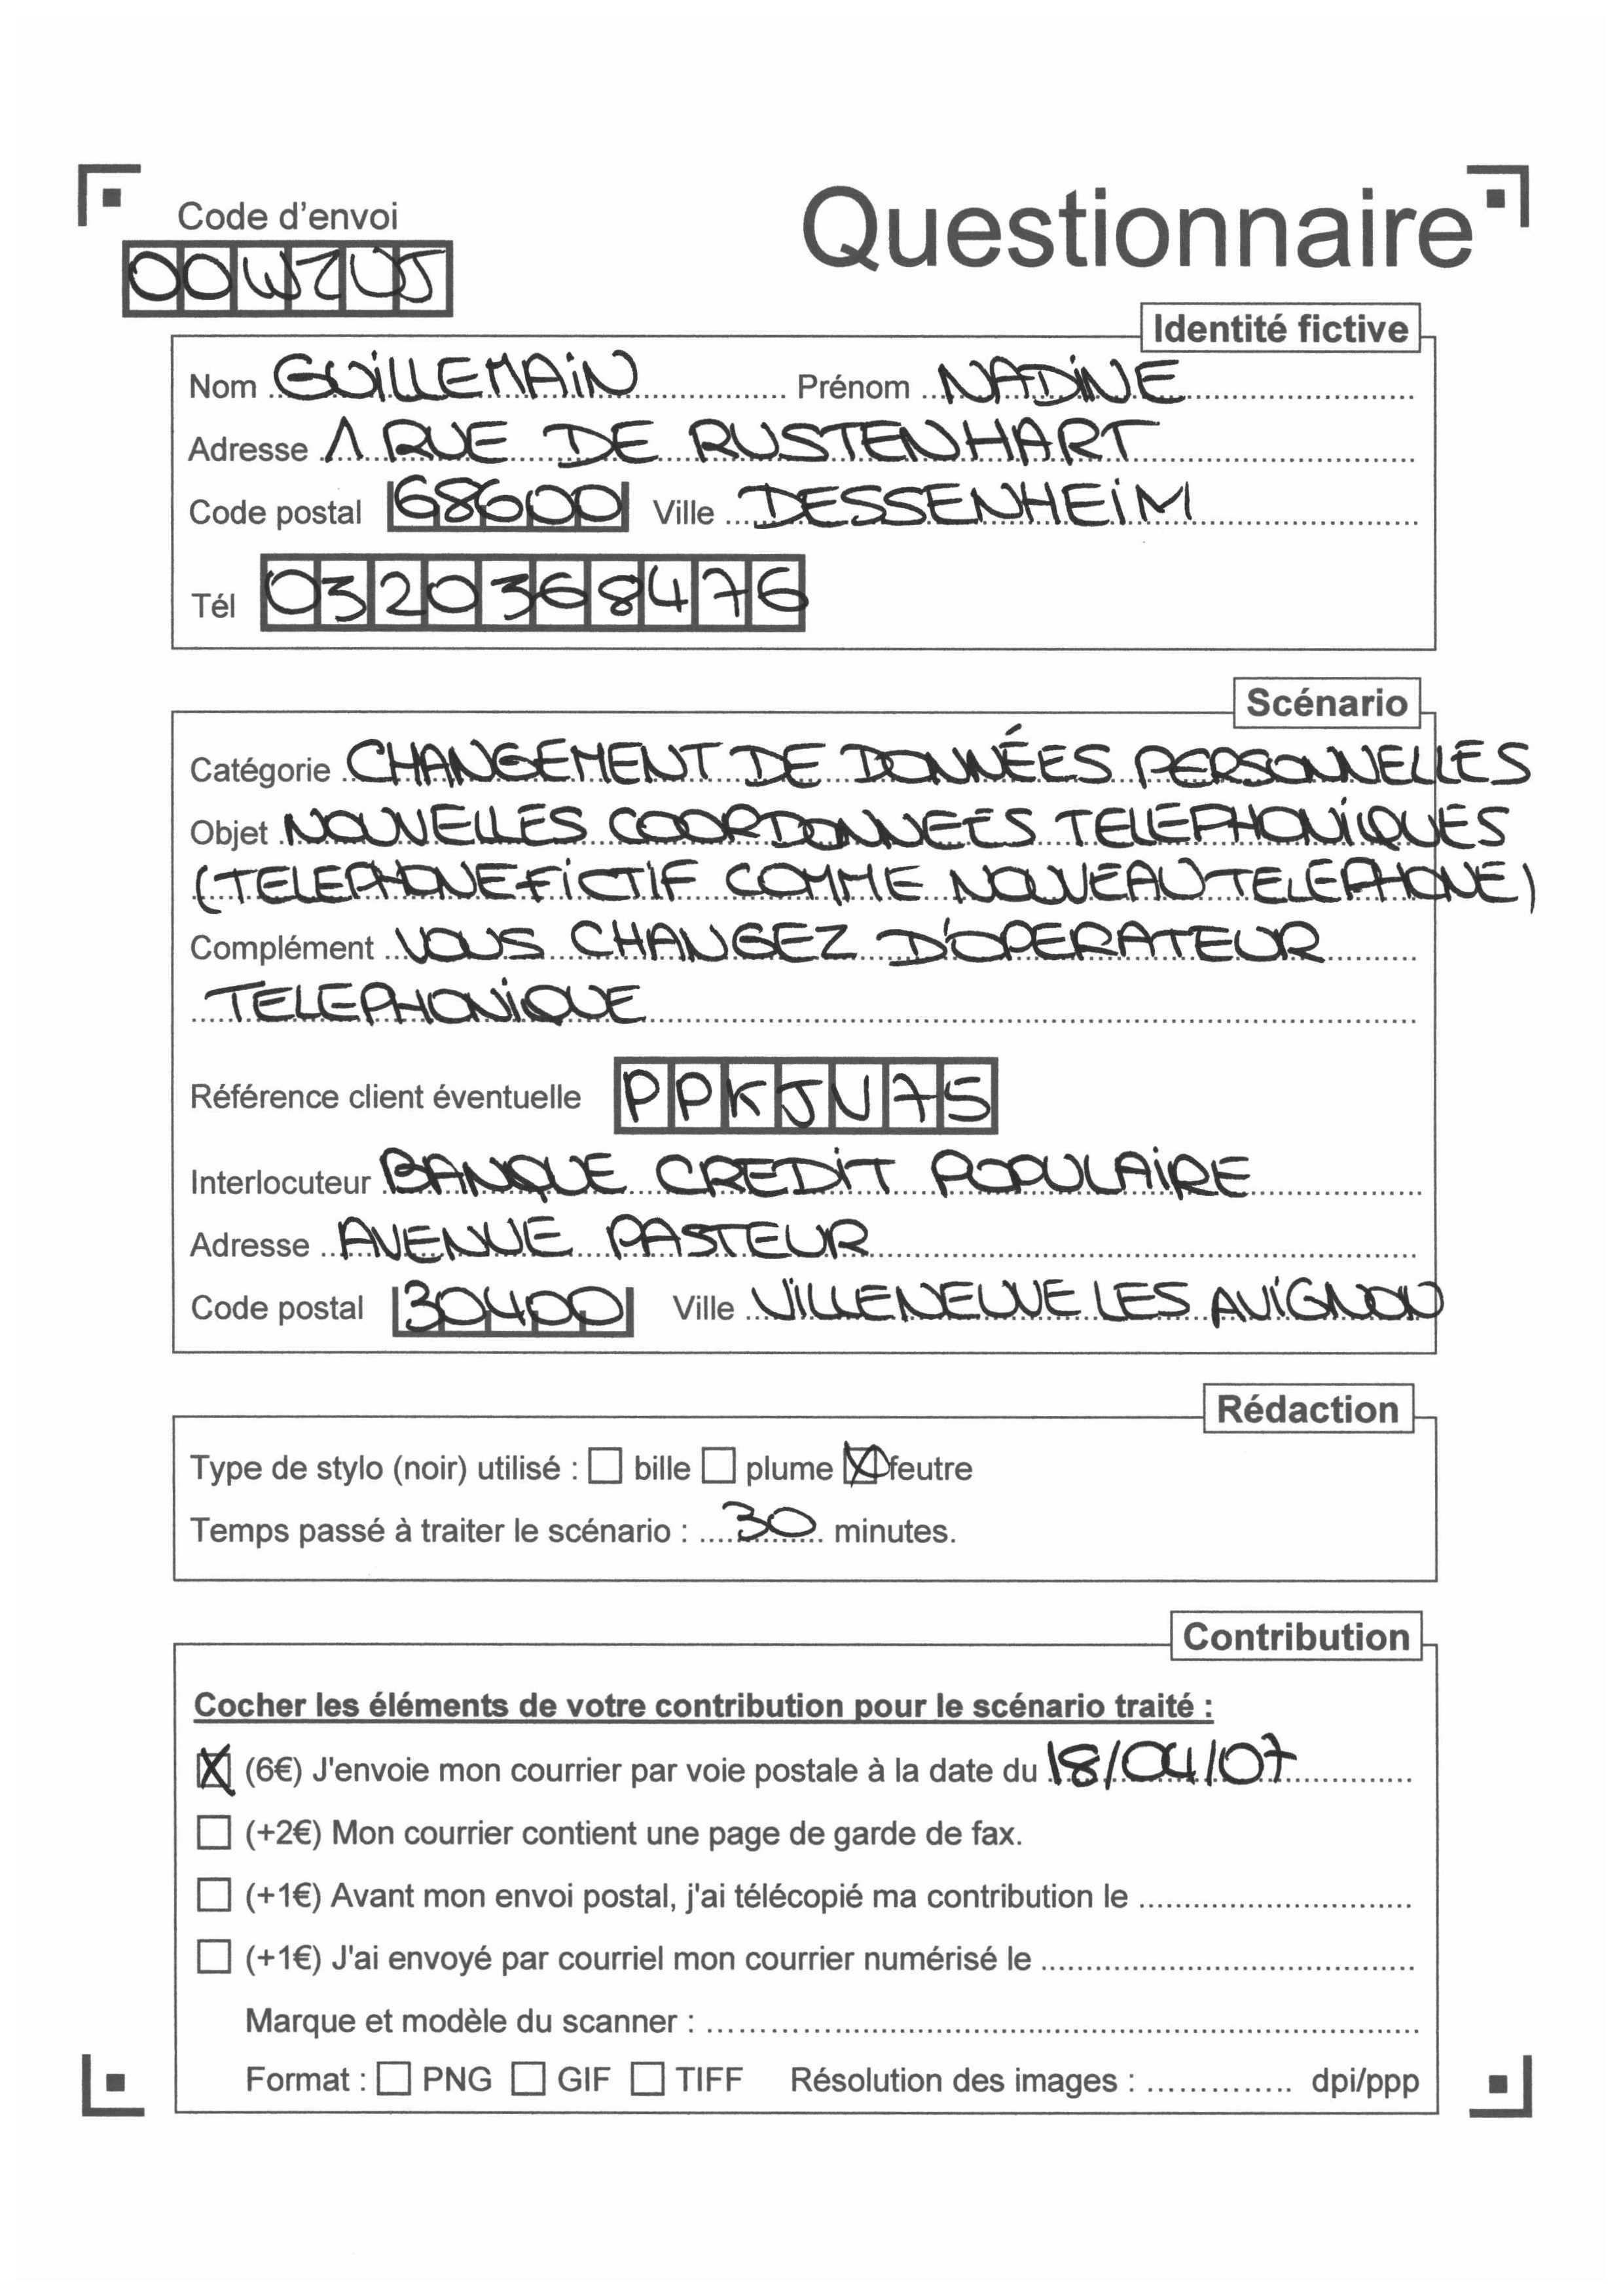 Code d'envoi
Questionnaire
00WZUJ
Identité fictive
Nom GUILLEMAIN Prénom NADINE
Adresse 1 RUE DE RUSTENHART
Code postal 68600 Ville DESSENHEIM
Tél 0320368476
Scénario
Catégorie CHANGEMENT DE DONNÉES PERSONNELLES
Objet NOUVELLES COORDONNEES TELEPHONIQUES
(TELEPHONE FICTIF COMME NOUVEAU TELEPHONE)
Complément VOUS CHANGEZ D'OPERATEUR
TELEPHONIQUE
Référence client éventuelle PPKJN75
Interlocuteur BANQUE CREDIT POPULAIRE
Adresse AVENUE PASTEUR
Code postal 30400 Ville VILLENEUVE LES AVIGNON
Rédaction
Type de stylo (noir) utilisé : bille plume feutre
Temps passé à traiter le scénario : 30 minutes.
Contribution
Cocher les éléments de votre contribution pour le scénario traité :
(6€) J'envoie mon courrier par voie postale à la date du 18/04/07
(+2€) Mon courrier contient une page de garde de fax.
(+1€) Avant mon envoi postal, j'ai télécopié ma contribution le
(+1€) J'ai envoyé par courriel mon courrier numérisé le
Marque et modèle du scanner :
Format : PNG GIF TIFF Résolution des images : dpi/ppp